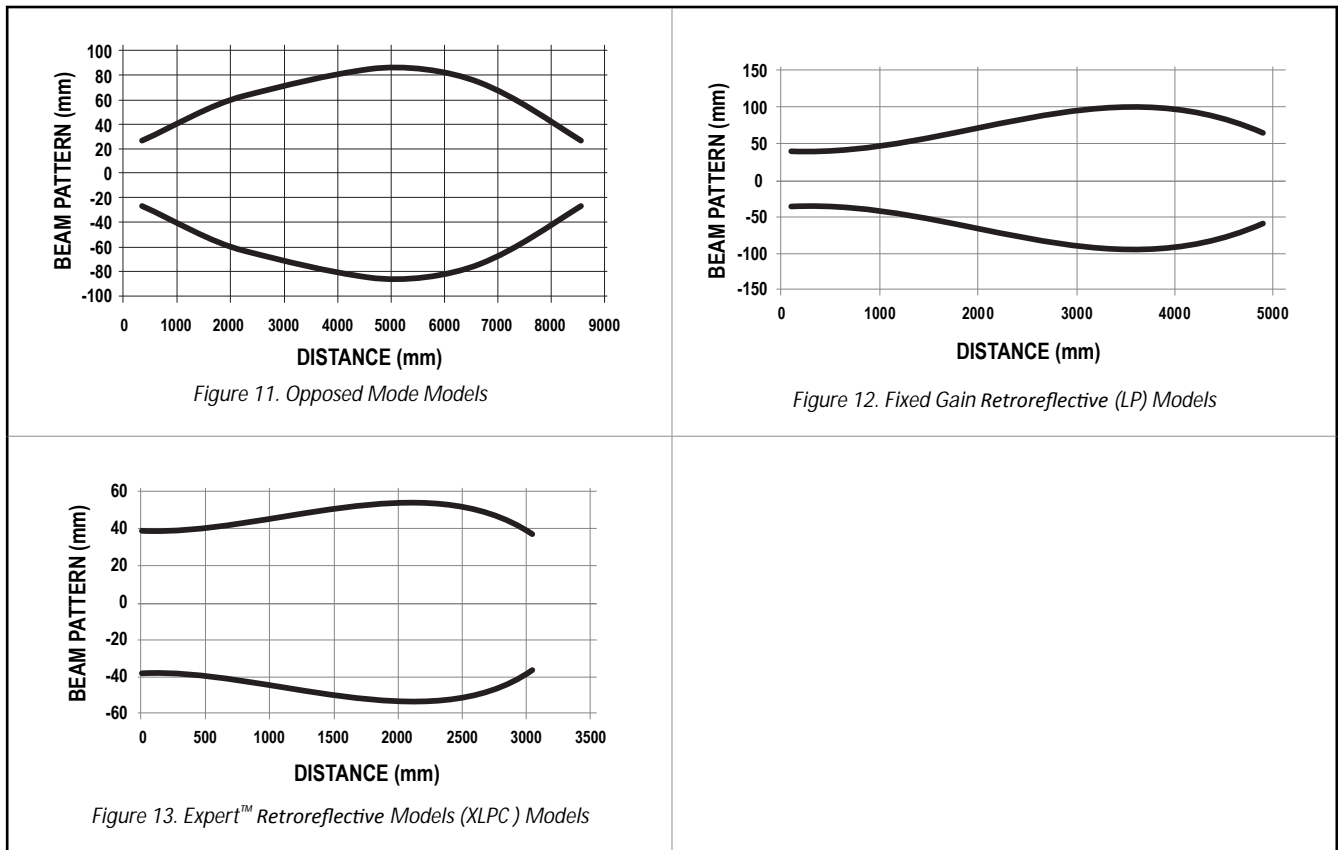 BEAM PATTERN (mm)
100
80
60
40
20
0
-20
-40
-60
-80
-100
0 1000 2000 3000 4000 5000 6000 7000 8000 9000
DISTANCE (mm)
Figure 11. Opposed Mode Models
BEAM PATTERN (mm)
150
100
50
0
-50
-100
-150
0 1000 2000 3000 4000 5000
DISTANCE (mm)
Figure 12. Fixed Gain Retroreflective (LP) Models
BEAM PATTERN (mm)
60
40
20
0
-20
-40
-60
0 500 1000 1500 2000 2500 3000 3500
DISTANCE (mm)
Figure 13. Expert™ Retroreflective Models (XLPC ) Models